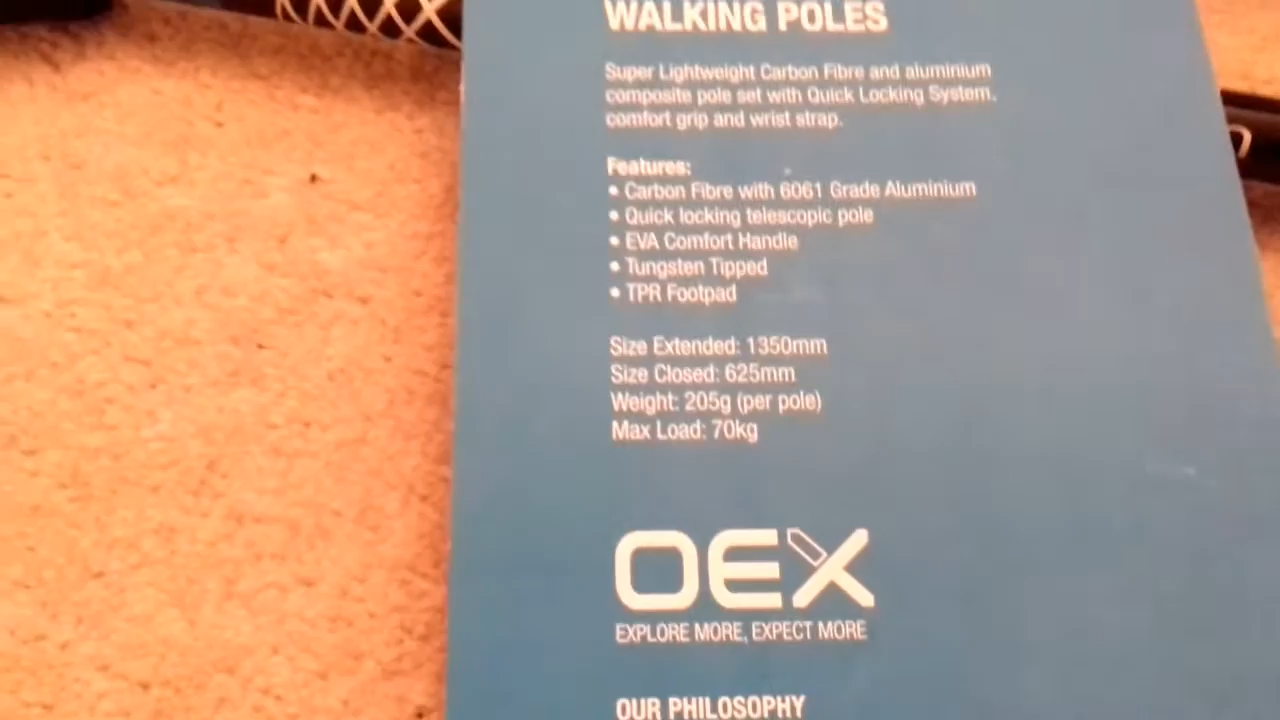 WALKING POLES
Super Lightweight Carbon Fibre and aluminium
composite pole set with Quick Locking System,
comfort grip and wrist strap.
Features:
• Carbon Fibre with 6061 Grade Aluminium
• Quick locking telescopic pole
• EVA Comfort Handle
• Tungsten Tipped
• TPR Footpad
Size Extended: 1350mm
Size Closed: 625mm
Weight: 205g (per pole)
Max Load: 70kg
OEX
EXPLORE MORE, EXPECT MORE
OUR PHILOSOPHY